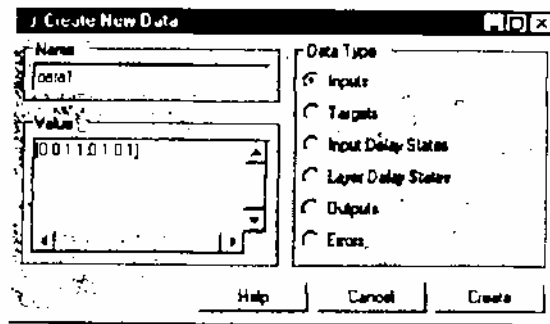 Create New Data
Name
data1
Value
[0 0 1 1;0 1 0 1]
Data Type
Inputs
Targets
Input Delay States
Layer Delay States
Outputs
Errors
Help
Cancel
Create